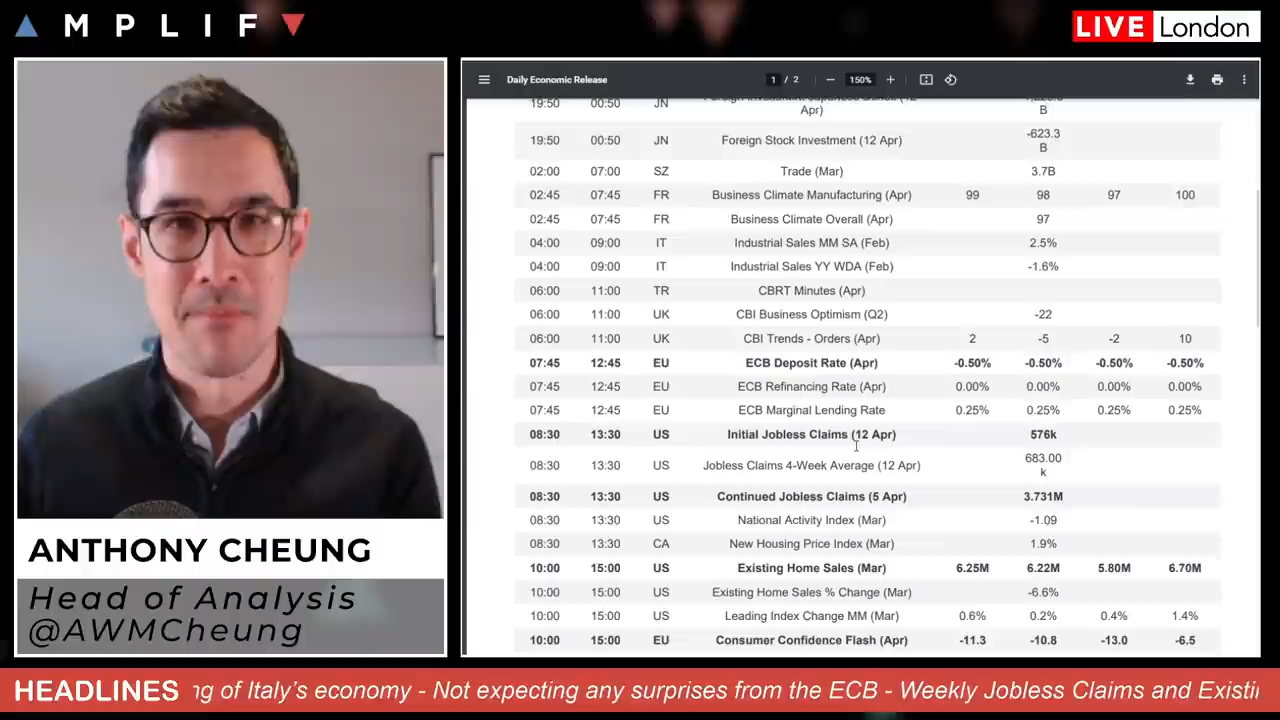 MPLIF
LIVE London
Daily Economic Release
1 / 2
150%
19:50 00:50 JN Apr) B
19:50 00:50 JN Foreign Stock Investment (12 Apr) -623.3 B
02:00 07:00 SZ Trade (Mar) 3.7B
02:45 07:45 FR Business Climate Manufacturing (Apr) 99 98 97 100
02:45 07:45 FR Business Climate Overall (Apr) 97
04:00 09:00 IT Industrial Sales MM SA (Feb) 2.5%
04:00 09:00 IT Industrial Sales YY WDA (Feb) -1.6%
06:00 11:00 TR CBRT Minutes (Apr)
06:00 11:00 UK CBI Business Optimism (Q2) -22
06:00 11:00 UK CBI Trends - Orders (Apr) 2 -5 -2 10
07:45 12:45 EU ECB Deposit Rate (Apr) -0.50% -0.50% -0.50% -0.50%
07:45 12:45 EU ECB Refinancing Rate (Apr) 0.00% 0.00% 0.00% 0.00%
07:45 12:45 EU ECB Marginal Lending Rate 0.25% 0.25% 0.25% 0.25%
08:30 13:30 US Initial Jobless Claims (12 Apr) 576k
08:30 13:30 US Jobless Claims 4-Week Average (12 Apr) 683.00 k
08:30 13:30 US Continued Jobless Claims (5 Apr) 3.731M
08:30 13:30 US National Activity Index (Mar) -1.09
08:30 13:30 CA New Housing Price Index (Mar) 1.9%
10:00 15:00 US Existing Home Sales (Mar) 6.25M 6.22M 5.80M 6.70M
10:00 15:00 US Existing Home Sales % Change (Mar) -6.6%
10:00 15:00 US Leading Index Change MM (Mar) 0.6% 0.2% 0.4% 1.4%
10:00 15:00 EU Consumer Confidence Flash (Apr) -11.3 -10.8 -13.0 -6.5
ANTHONY CHEUNG
Head of Analysis
@AWMCheung
HEADLINES ng of Italy's economy - Not expecting any surprises from the ECB - Weekly Jobless Claims and Existi